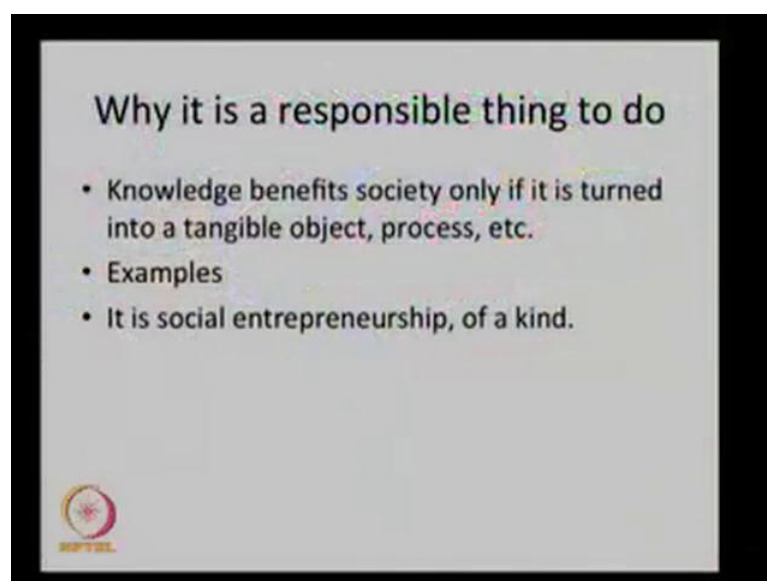 Why it is a responsible thing to do
• Knowledge benefits society only if it is turned
into a tangible object, process, etc.
• Examples
• It is social entrepreneurship, of a kind.
NPTEL